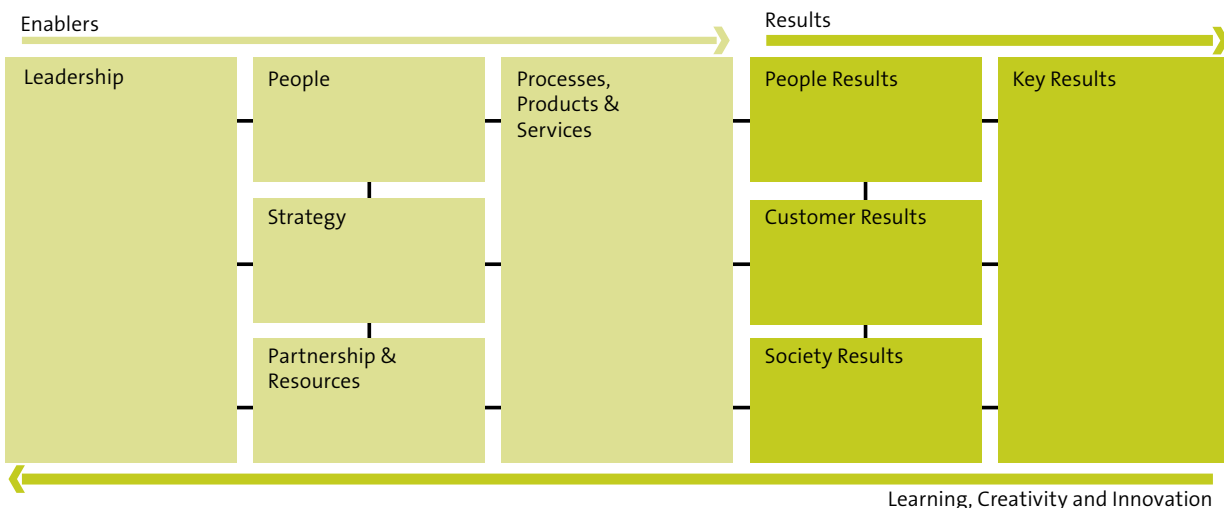 Enablers
Results
Leadership
People
Processes,
Products &
Services
People Results
Key Results
Strategy
Customer Results
Partnership &
Resources
Society Results
Learning, Creativity and Innovation